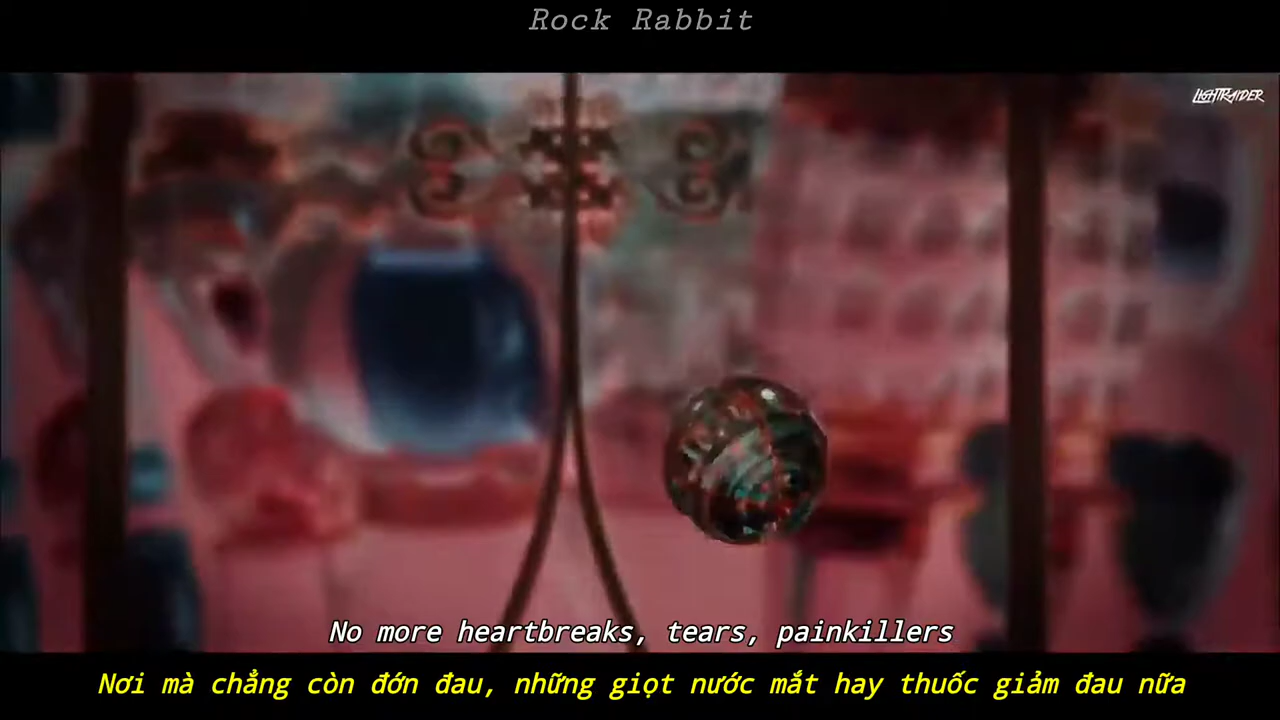 Rock Rabbit
LIGHTRAIDER
No more heartbreaks, tears, painkillers
Nơi mà chẳng còn đớn đau, những giọt nước mắt hay thuốc giảm đau nữa